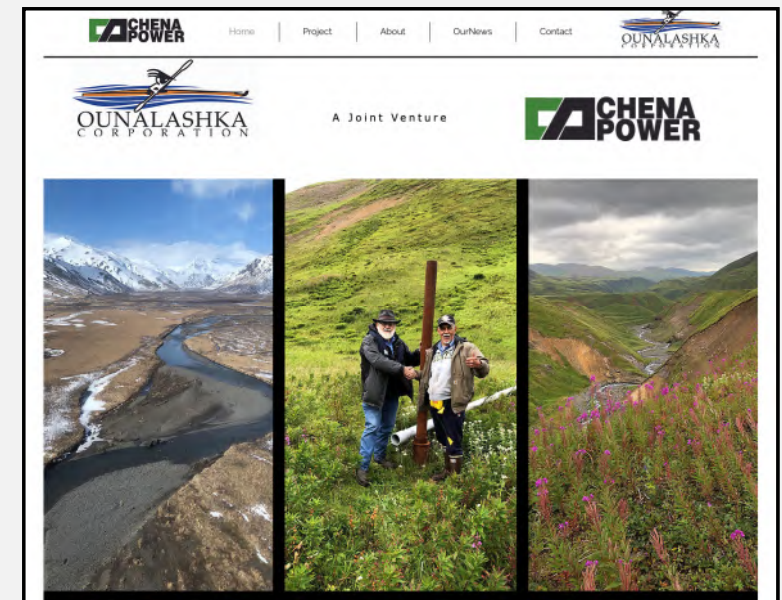 CHENA
POWER
Home
Project
About
OurNews
Contact
OUNALASHKA
CORPORATION
OUNALASHKA
CORPORATION
A Joint Venture
CHENA
POWER